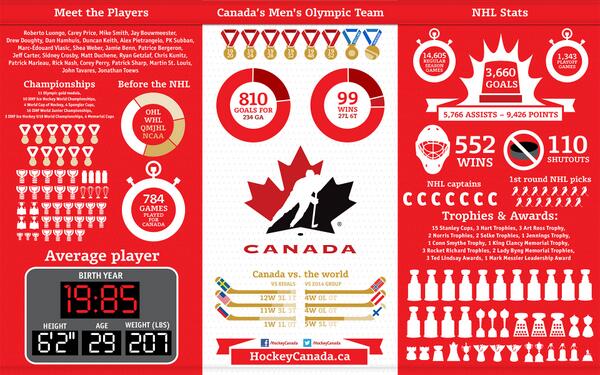 Meet the Players
Roberto Luongo, Carey Price, Mike Smith, Jay Bouwmeester,
Drew Doughty, Dan Hamhuis, Duncan Keith, Alex Pietrangelo, PK Subban,
Marc-Édouard Vlasic, Shea Weber, Jamie Benn, Patrice Bergeron,
Jeff Carter, Sidney Crosby, Matt Duchene, Ryan Getzlaf, Chris Kunitz,
Patrick Marleau, Rick Nash, Corey Perry, Patrick Sharp, Martin St. Louis,
John Tavares, Jonathan Toews
Championships
11 Olympic gold medals,
10 IIHF Ice Hockey World Championships,
4 World Cup of Hockey, 4 Spengler Cups,
16 IIHF World Junior Championships,
3 IIHF Ice Hockey U18 World Championships, 4 Memorial Cups
Before the NHL
OHL
WHL
QMJHL
NCAA
784
GAMES
PLAYED
FOR
CANADA
Average player
BIRTH YEAR
19:85
HEIGHT
AGE
WEIGHT (LBS)
6'2"
29
207
Canada's Men's Olympic Team
810
GOALS FOR
234 GA
99
WINS
27L 6T
CANADA
Canada vs. the world
VS RIVALS
VS 2014 GROUP
12W 3L 1T
4W 0L 0T
11W 3L 3T
4W 0L 0T
1W 1L 0T
5W 5L 0T
/HockeyCanada
/HockeyCanada
HockeyCanada.ca
NHL Stats
14,605
REGULAR
SEASON
GAMES
3,660
GOALS
1,343
PLAYOFF
GAMES
5,766 ASSISTS – 9,426 POINTS
552
WINS
110
SHUTOUTS
NHL captains
CCCCCCC
1st round NHL picks
Trophies & Awards:
15 Stanley Cups, 3 Hart Trophies, 3 Art Ross Trophy,
2 Norris Trophies, 2 Selke Trophies, 1 Jennings Trophy,
1 Conn Smythe Trophy, 1 King Clancy Memorial Trophy,
3 Rocket Richard Trophies, 2 Lady Byng Memorial Trophies,
3 Ted Lindsay Awards, 1 Mark Messier Leadership Award